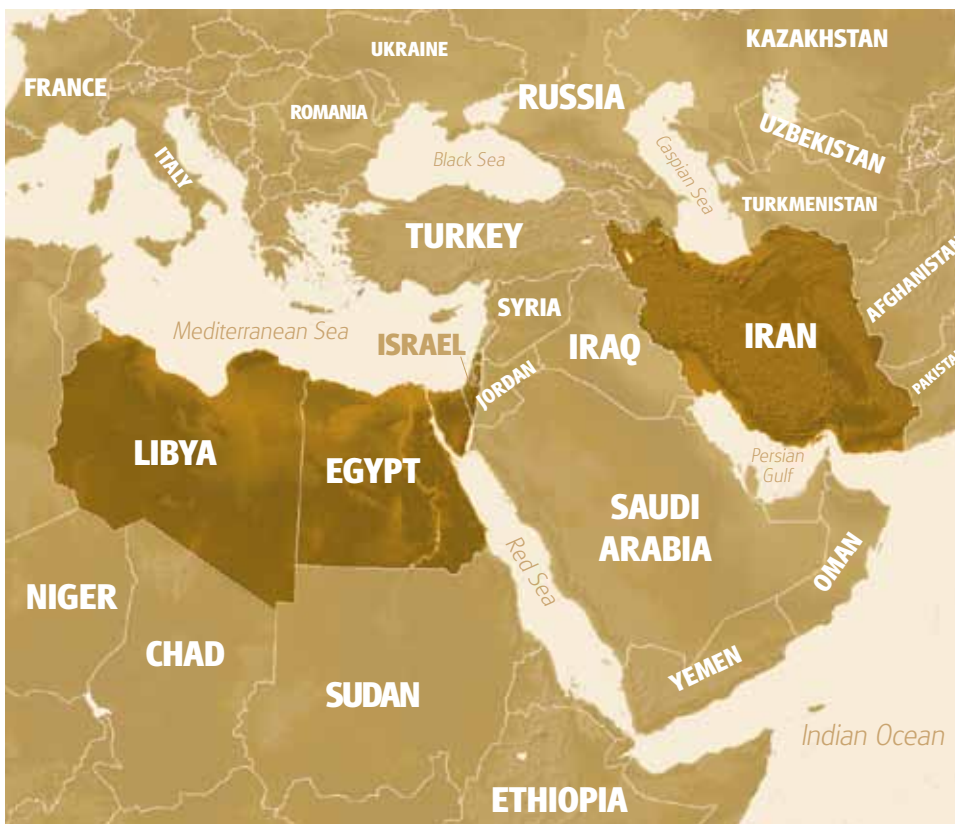 UKRAINE
KAZAKHSTAN
FRANCE
RUSSIA
ROMANIA
UZBEKISTAN
ITALY
Black Sea
Caspian Sea
TURKMENISTAN
TURKEY
AFGHANISTAN
SYRIA
Mediterranean Sea
ISRAEL
IRAQ
IRAN
JORDAN
PAKISTAN
LIBYA
EGYPT
Persian
Gulf
SAUDI
ARABIA
Red Sea
OMAN
NIGER
CHAD
YEMEN
SUDAN
Indian Ocean
ETHIOPIA